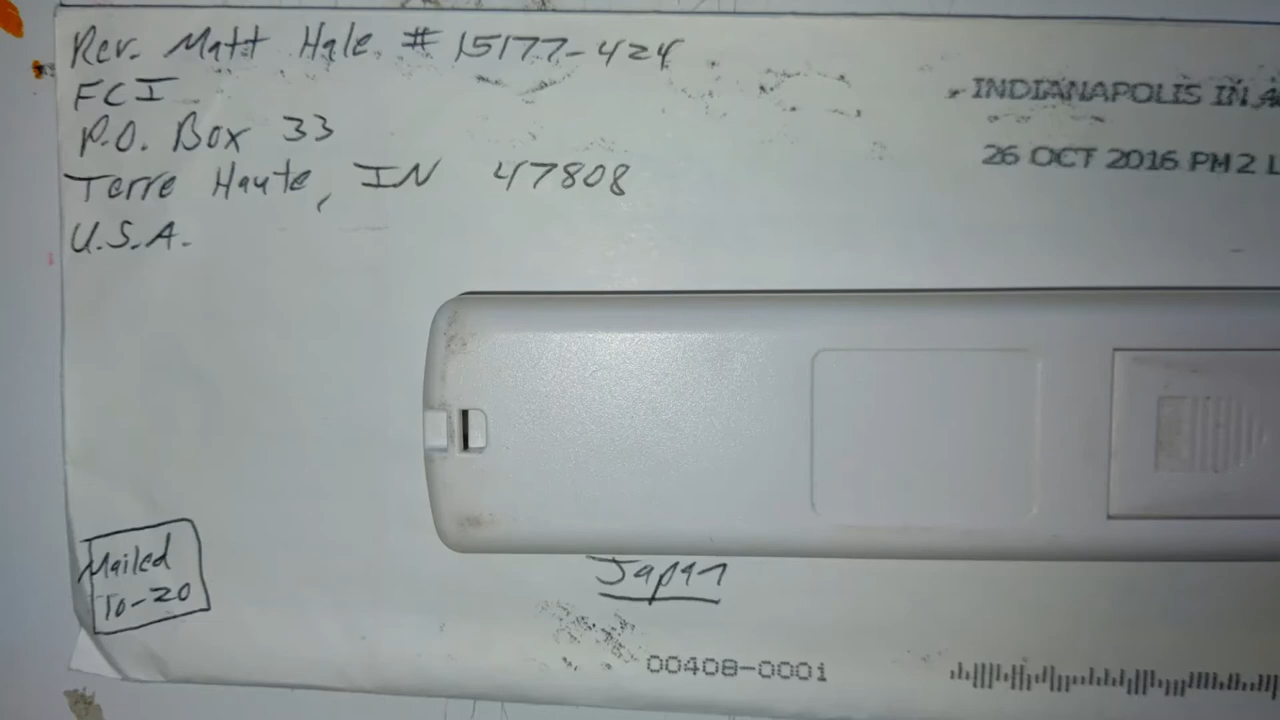 Rev. Matt Hale # 15177-424
FCI
P.O. Box 33
Terre Haute, IN 47808
U.S.A.
INDIANAPOLIS IN
26 OCT 2016 PM 2 L
Mailed
10-20
Japan
00408-0001